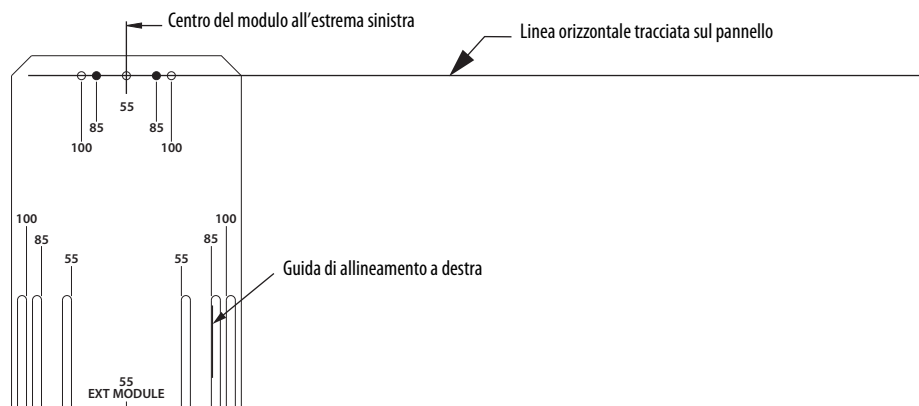 Centro del modulo all’estrema sinistra
Linea orizzontale tracciata sul pannello
55
85 85
100 100
100 100
85 85
55 55
Guida di allineamento a destra
55
EXT MODULE